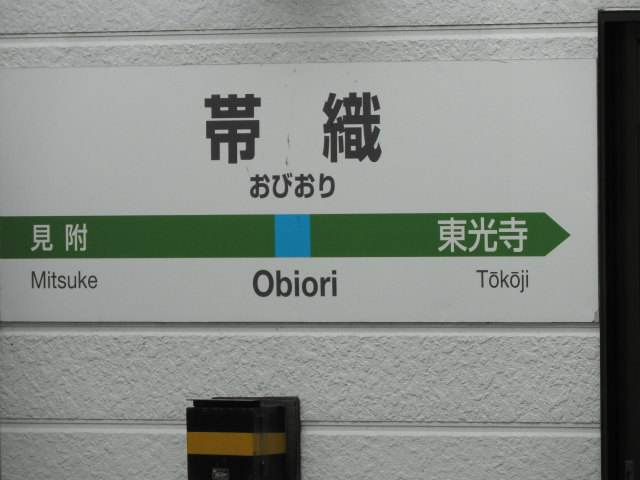 帯織
おびおり
見附 東光寺
Mitsuke Obiori Tōkōji